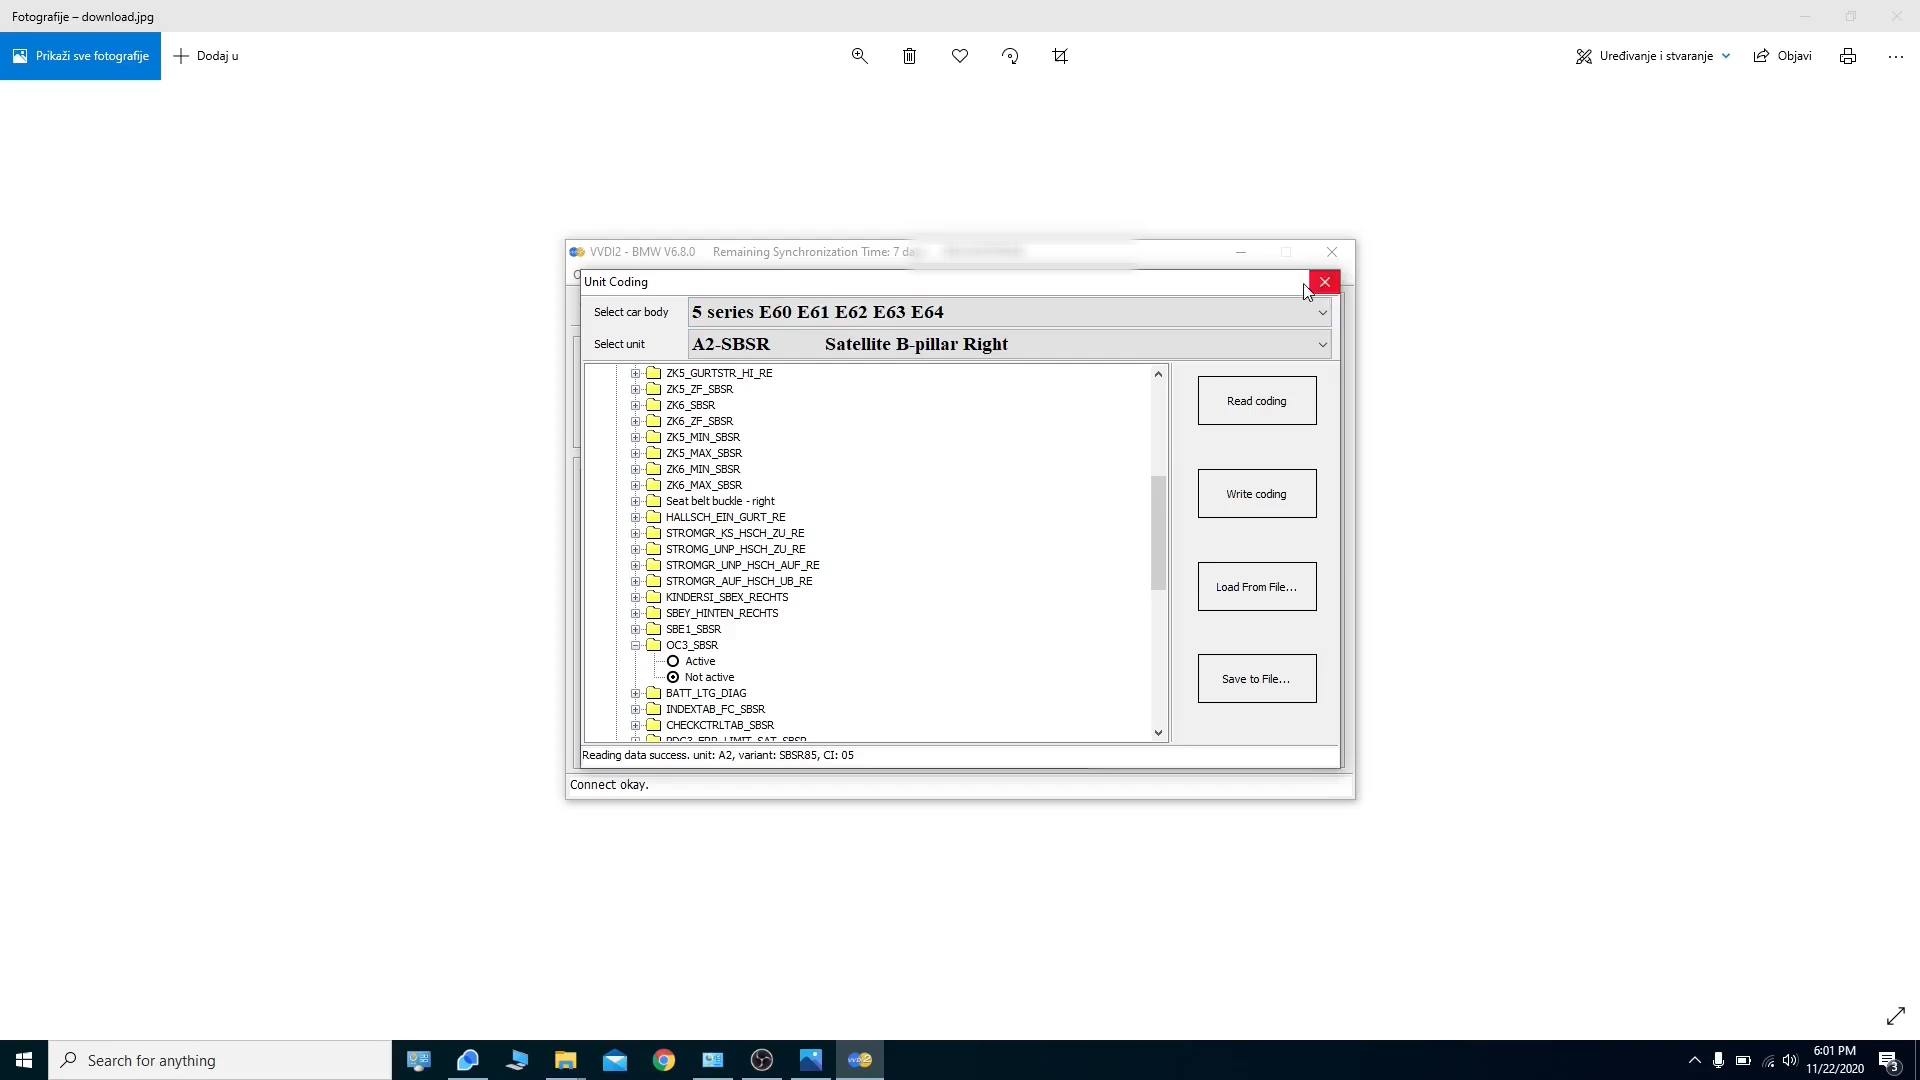 Fotografije – download.jpg
Prikaži sve fotografije
Dodaj u
Uređivanje i stvaranje
Objavi
VVDI2 - BMW V6.8.0 Remaining Synchronization Time: 7
Unit Coding
Select car body
5 series E60 E61 E62 E63 E64
Select unit
A2-SBSR Satellite B-pillar Right
ZK5_GURTSTR_HI_RE
ZK5_ZF_SBSR
ZK6_SBSR
ZK6_ZF_SBSR
ZK5_MIN_SBSR
ZK5_MAX_SBSR
ZK6_MIN_SBSR
ZK6_MAX_SBSR
Seat belt buckle - right
HALLSCH_EIN_GURT_RE
STROMGR_KS_HSCH_ZU_RE
STROMG_UNP_HSCH_ZU_RE
STROMGR_UNP_HSCH_AUF_RE
STROMGR_AUF_HSCH_UB_RE
KINDERSI_SBEX_RECHTS
SBEY_HINTEN_RECHTS
SBE1_SBSR
OC3_SBSR
Active
Not active
BATT_LTG_DIAG
INDEXTAB_FC_SBSR
CHECKCTRLTAB_SBSR
Read coding
Write coding
Load From File...
Save to File...
Reading data success. unit: A2, variant: SBSR85, CI: 05
Connect okay.
Search for anything
6:01 PM
11/22/2020
3